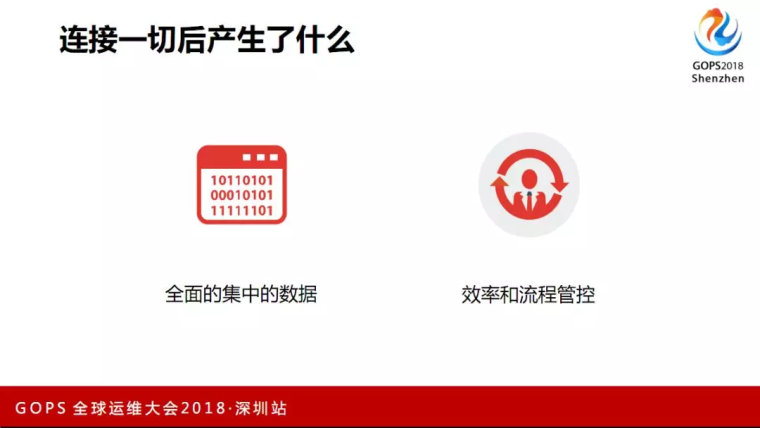 连接一切后产生了什么
GOPS2018
Shenzhen
10110101
00010101
11111101
全面的集中的数据
效率和流程管控
GOPS 全球运维大会2018·深圳站